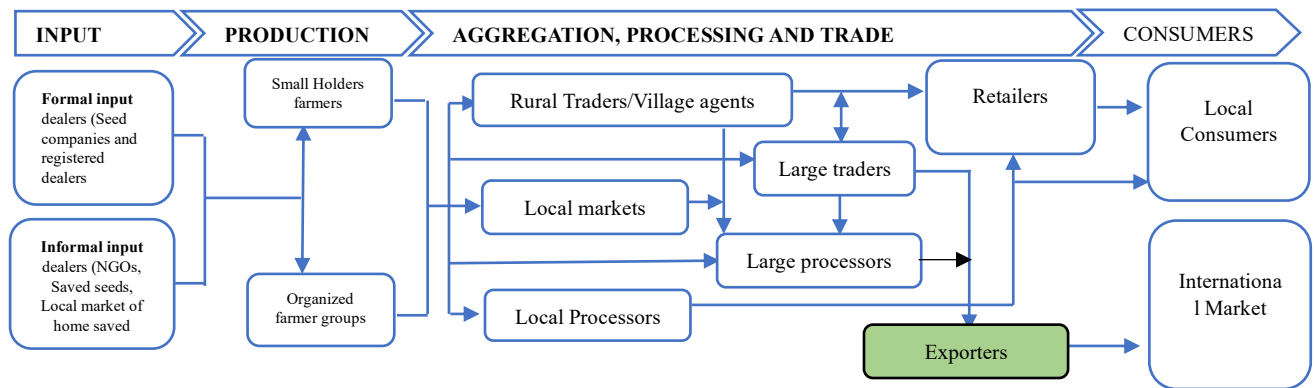 INPUT
PRODUCTION
AGGREGATION, PROCESSING AND TRADE
CONSUMERS
Formal input
dealers (Seed
companies and
registered
dealers
Informal input
dealers (NGOs,
Saved seeds,
Local market of
home saved
Small Holders
farmers
Organized
farmer groups
Rural Traders/Village agents
Large traders
Local markets
Large processors
Local Processors
Retailers
Exporters
Local
Consumers
Internationa
l Market